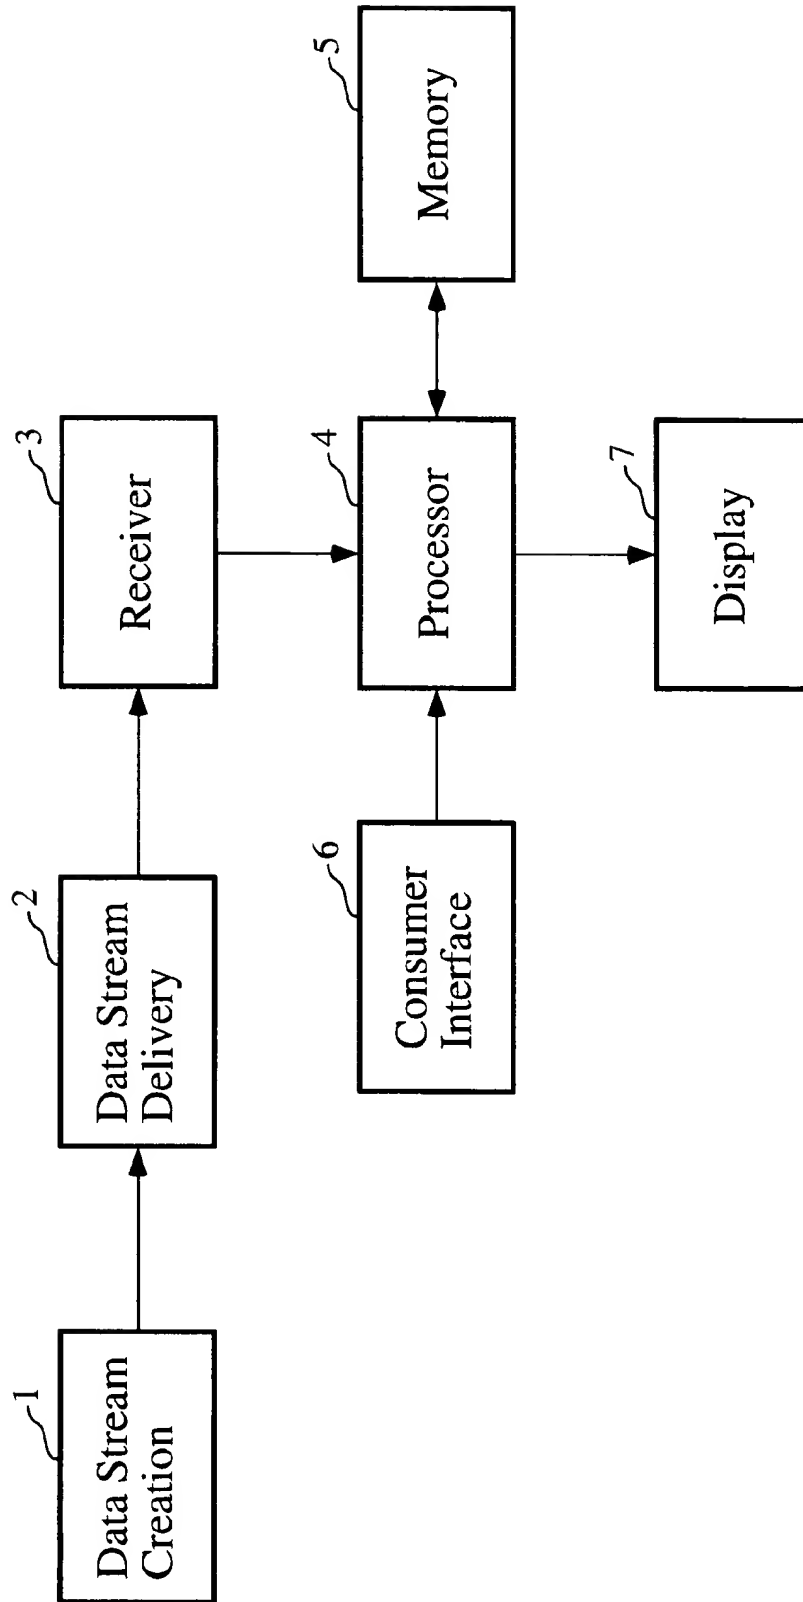 1
Data Stream
Creation
2
Data Stream
Delivery
3
Receiver
6
Consumer
Interface
4
Processor
5
Memory
7
Display